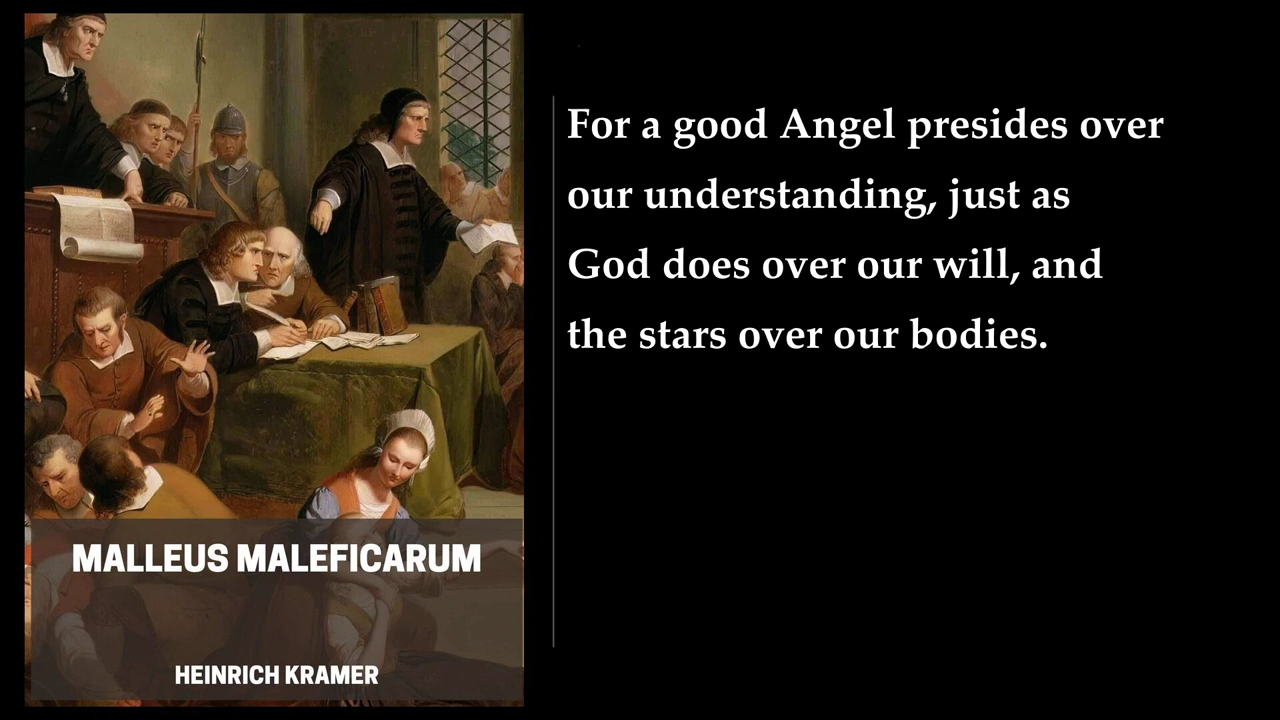 MALLEUS MALEFICARUM
HEINRICH KRAMER
For a good Angel presides over
our understanding, just as
God does over our will, and
the stars over our bodies.